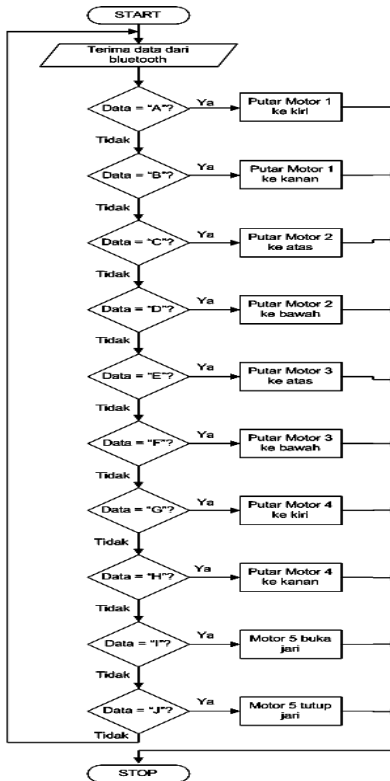 START
Terima data dari
bluetooth
Data = "A"?
Ya
Putar Motor 1
ke kiri
Tidak
Data = "B"?
Ya
Putar Motor 1
ke kanan
Tidak
Data = "C"?
Ya
Putar Motor 2
ke atas
Tidak
Data = "D"?
Ya
Putar Motor 2
ke bawah
Tidak
Data = "E"?
Ya
Putar Motor 3
ke atas
Tidak
Data = "F"?
Ya
Putar Motor 3
ke bawah
Tidak
Data = "G"?
Ya
Putar Motor 4
ke kiri
Tidak
Data = "H"?
Ya
Putar Motor 4
ke kanan
Tidak
Data = "I"?
Ya
Motor 5 buka
jari
Tidak
Data = "J"?
Ya
Motor 5 tutup
jari
Tidak
STOP